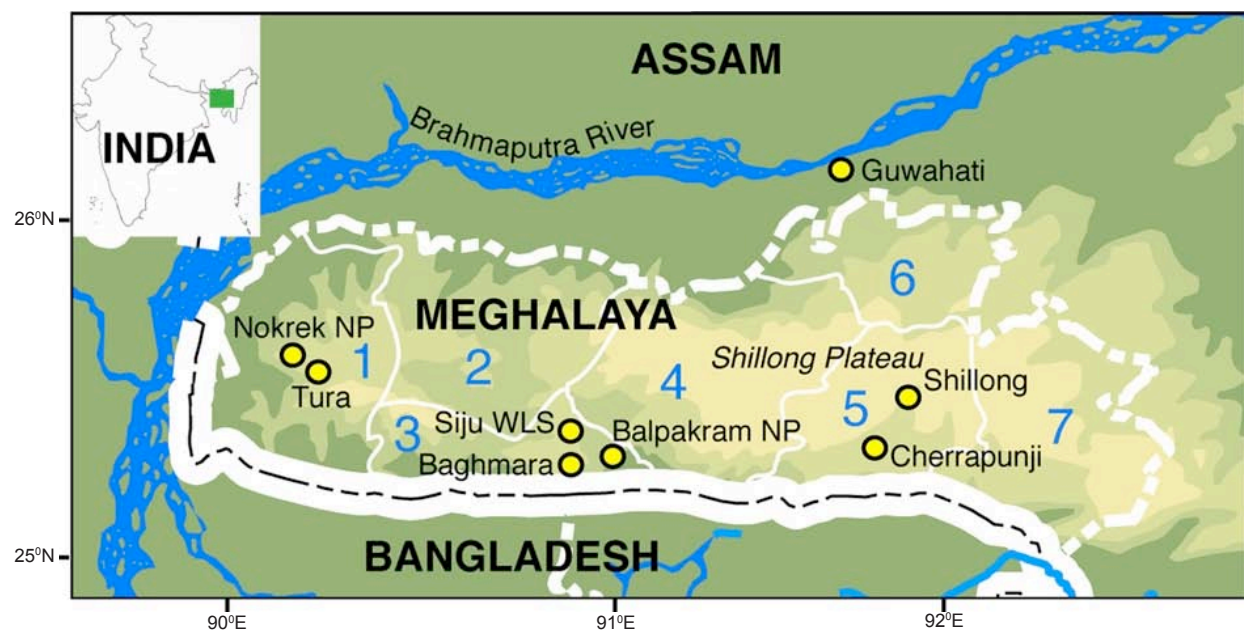 ASSAM
INDIA
Brahmaputra River
Guwahati
26⁰N
6
MEGHALAYA
Nokrek NP
1
2
Shillong Plateau
4
Shillong
Tura
5
7
3
Siju WLS
Balpakram NP
Baghmara
Cherrapunji
25⁰N
BANGLADESH
90⁰E
91⁰E
92⁰E